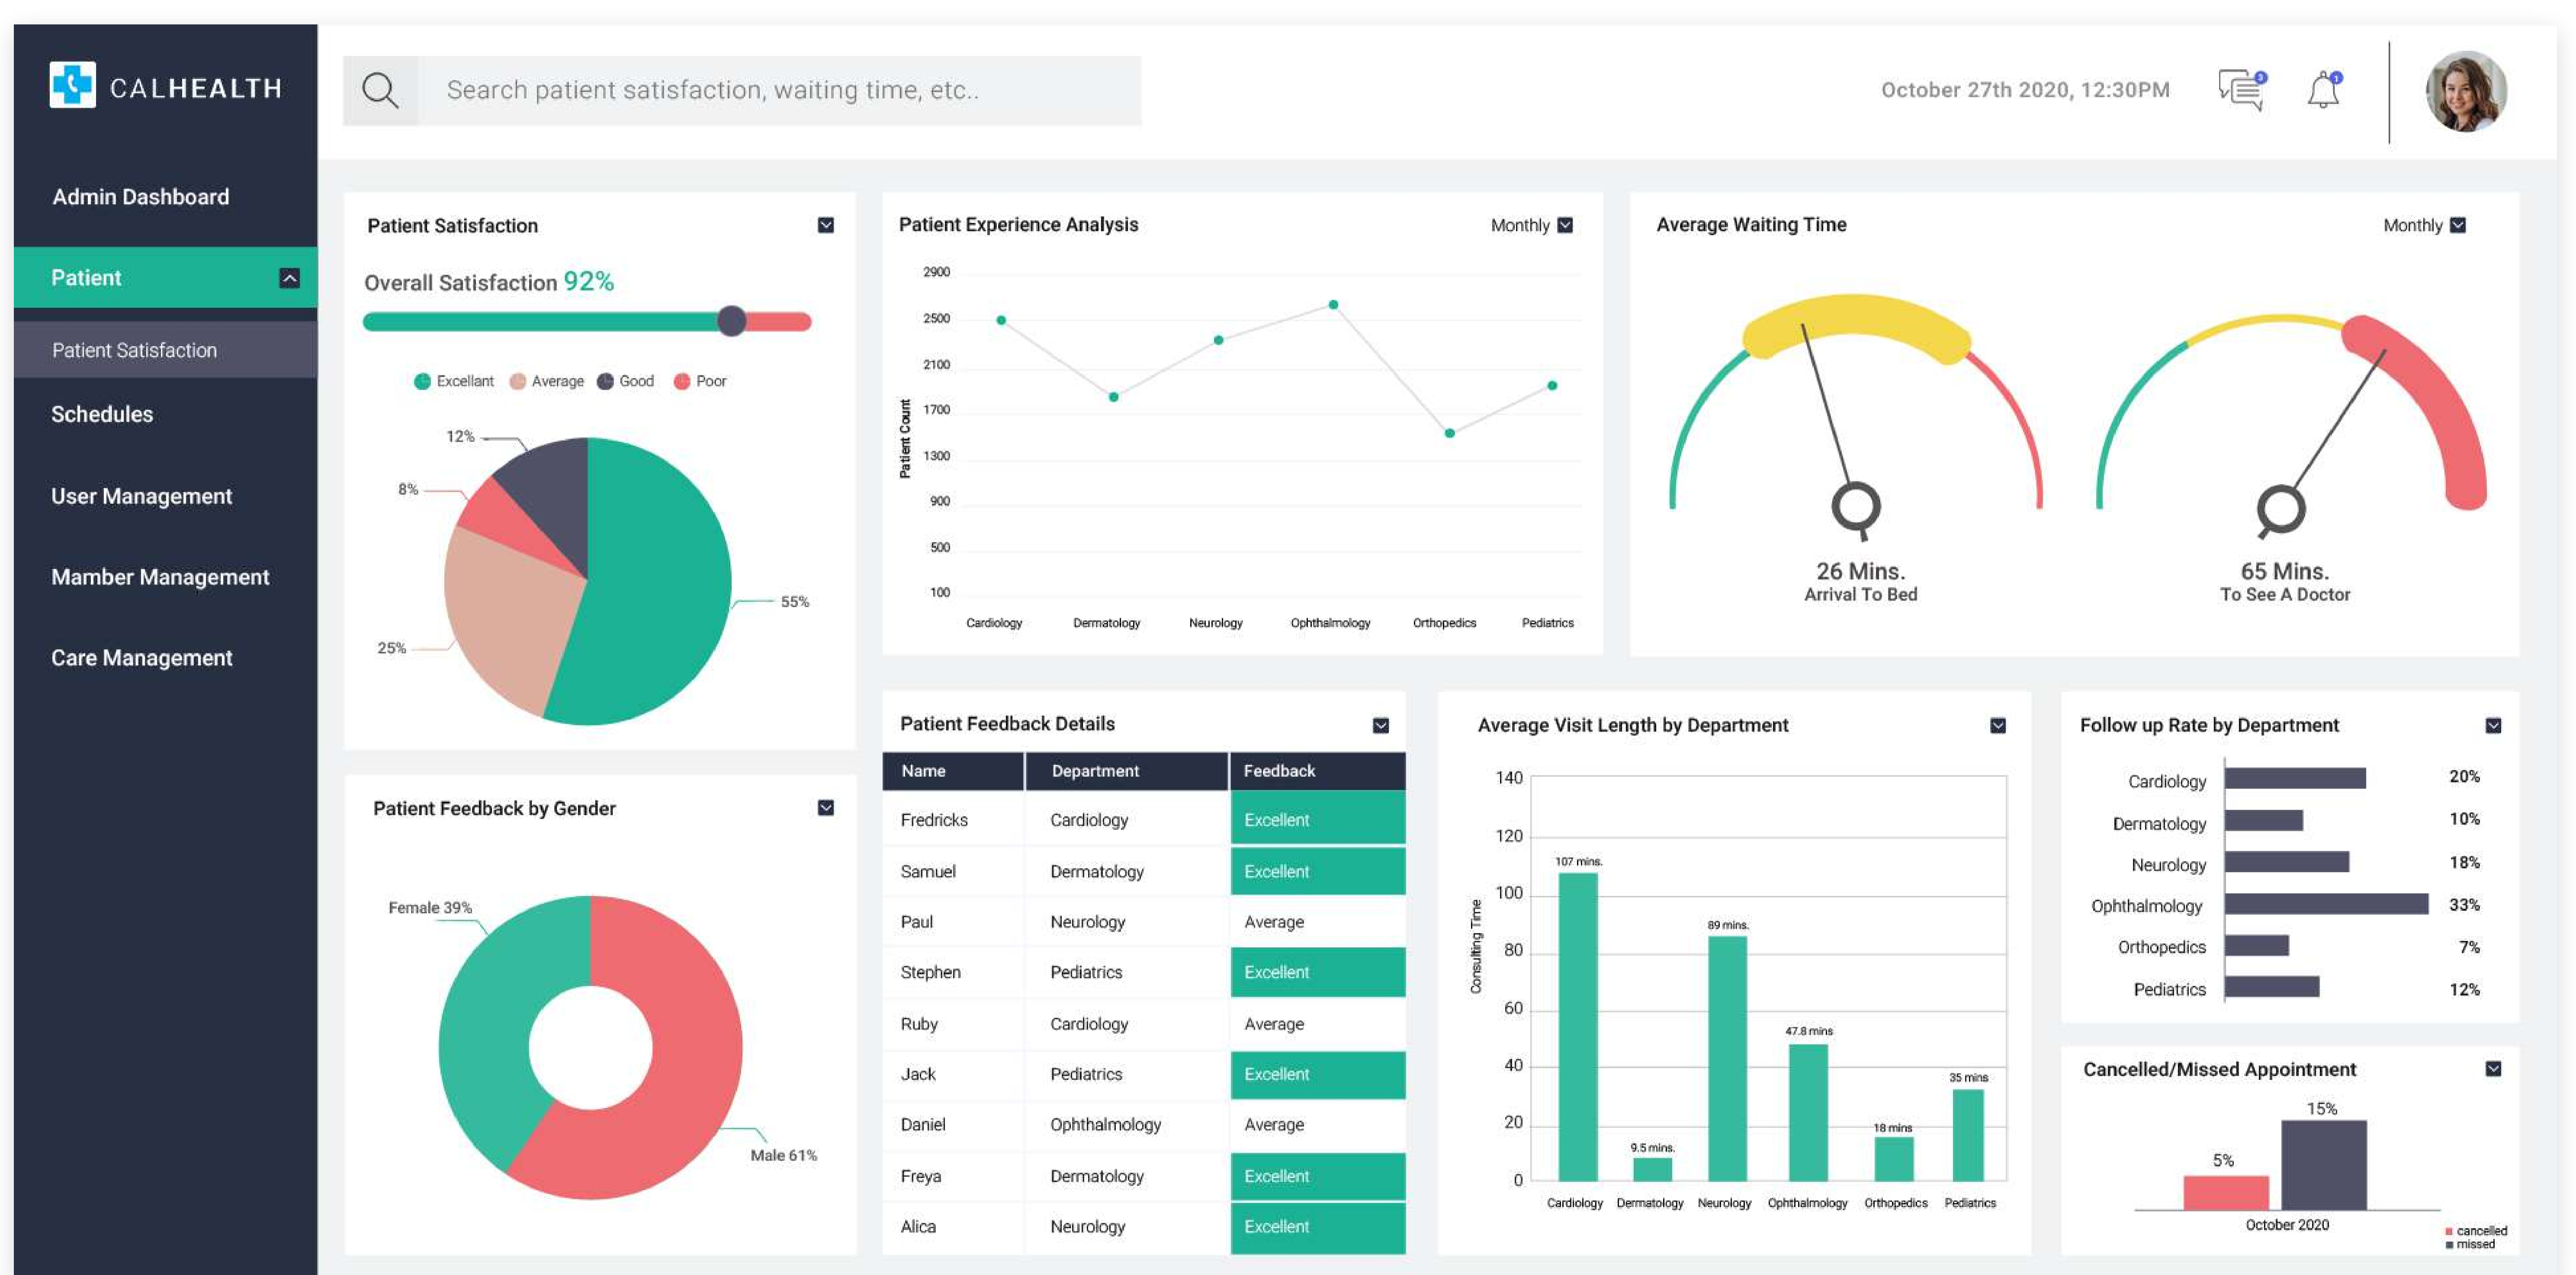 CALHEALTH
Search patient satisfaction, waiting time, etc..
October 27th 2020, 12:30PM
3
1
Admin Dashboard
Patient
Patient Satisfaction
Schedules
User Management
Mamber Management
Care Management
Patient Satisfaction
Overall Satisfaction 92%
Excellant
Average
Good
Poor
12%
8%
55%
25%
Patient Experience Analysis
Monthly
Patient Count
2900
2500
2100
1700
1300
900
500
100
Cardiology
Dermatology
Neurology
Ophthalmology
Orthopedics
Pediatrics
Average Waiting Time
Monthly
26 Mins.
Arrival To Bed
65 Mins.
To See A Doctor
Patient Feedback by Gender
Female 39%
Male 61%
Patient Feedback Details
Name Department Feedback
Fredricks Cardiology Excellent
Samuel Dermatology Excellent
Paul Neurology Average
Stephen Pediatrics Excellent
Ruby Cardiology Average
Jack Pediatrics Excellent
Daniel Ophthalmology Average
Freya Dermatology Excellent
Alica Neurology Excellent
Average Visit Length by Department
Consulting Time
140
120
100
80
60
40
20
0
107 mins.
9.5 mins.
89 mins.
47.8 mins
18 mins
35 mins
Cardiology
Dermatology
Neurology
Ophthalmology
Orthopedics
Pediatrics
Follow up Rate by Department
Cardiology 20%
Dermatology 10%
Neurology 18%
Ophthalmology 33%
Orthopedics 7%
Pediatrics 12%
Cancelled/Missed Appointment
15%
5%
October 2020
cancelled
missed